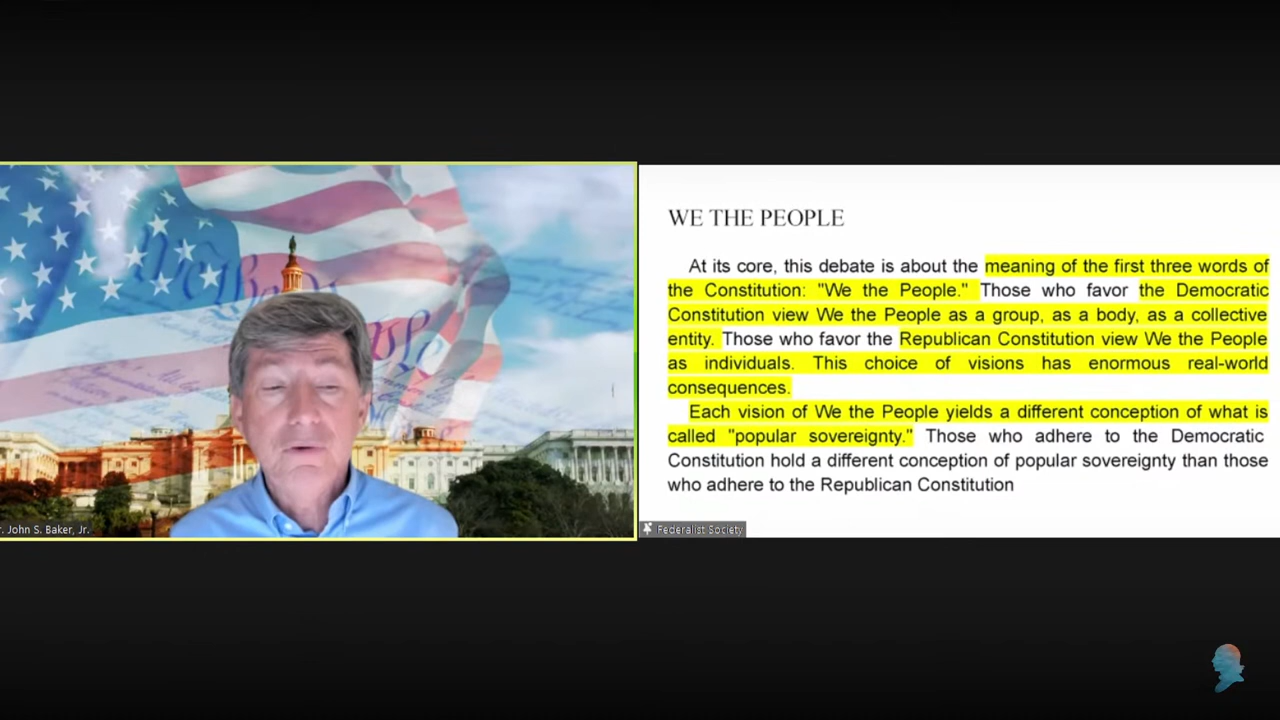 WE THE PEOPLE
At its core, this debate is about the meaning of the first three words of
the Constitution: "We the People." Those who favor the Democratic
Constitution view We the People as a group, as a body, as a collective
entity. Those who favor the Republican Constitution view We the People
as individuals. This choice of visions has enormous real-world
consequences.
Each vision of We the People yields a different conception of what is
called "popular sovereignty." Those who adhere to the Democratic
Constitution hold a different conception of popular sovereignty than those
who adhere to the Republican Constitution
We the People
r. John S. Baker, Jr.
Federalist Society